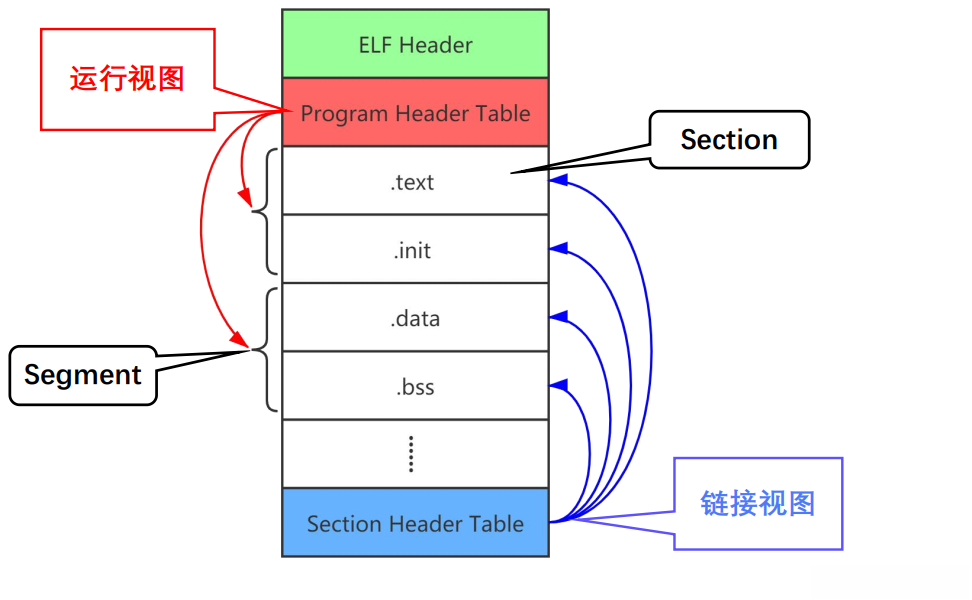 ELF Header
运行视图
Program Header Table
Section
.text
.init
.data
Segment
.bss
链接视图
Section Header Table